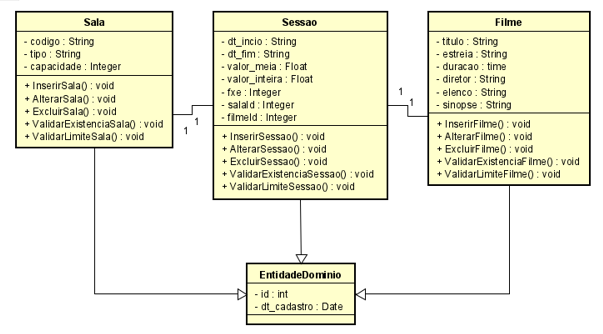 Sala
- codigo : String
- tipo : String
- capacidade : Integer
+ InserirSala() : void
+ AlterarSala() : void
+ ExcluirSala() : void
+ ValidarExistenciaSala() : void
+ ValidarLimiteSala() : void
Sessao
- dt_incio : String
- dt_fim : String
- valor_meia : Float
- valor_inteira : Float
- fxe : Integer
- salaId : Integer
- filmeId : Integer
+ InserirSessao() : void
+ AlterarSessao() : void
+ ExcluirSessao() : void
+ ValidarExistenciaSessao() : void
+ ValidarLimiteSessao() : void
Filme
- titulo : String
- estreia : String
- duracao : time
- diretor : String
- elenco : String
- sinopse : String
+ InserirFilme() : void
+ AlterarFilme() : void
+ ExcluirFilme() : void
+ ValidarExistenciaFilme() : void
+ ValidarLimiteFilme() : void
1
1
1
1
EntidadeDominio
- id : int
- dt_cadastro : Date